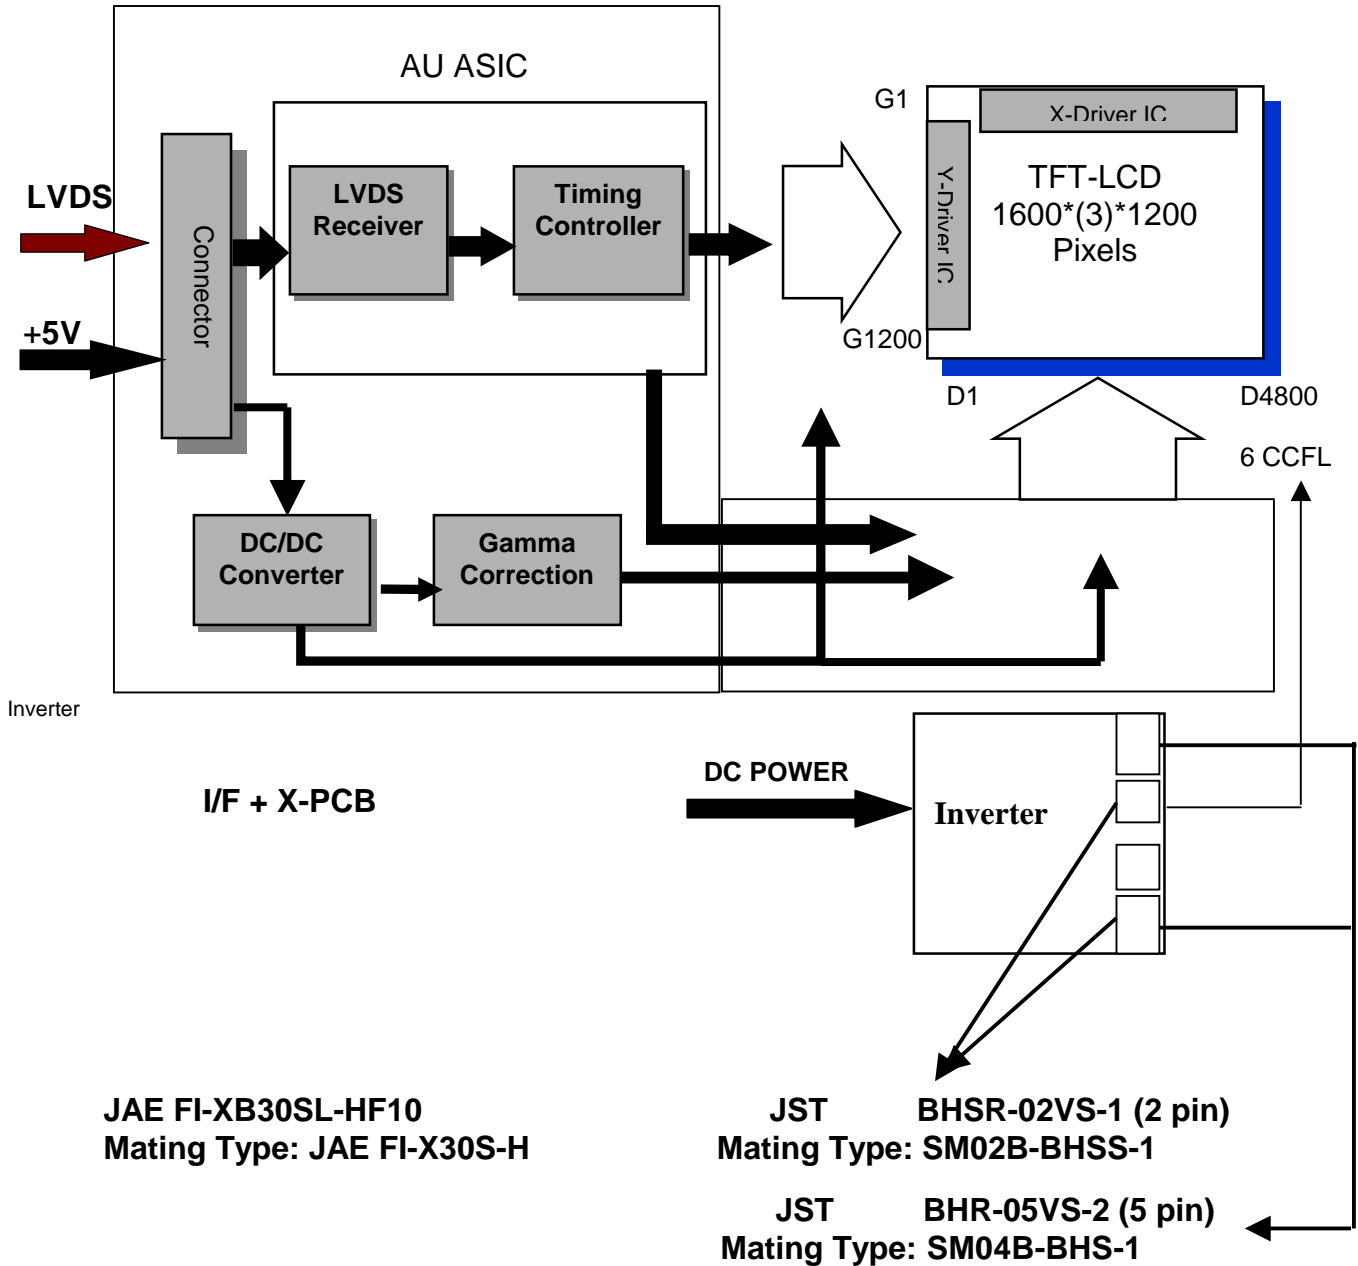 AU ASIC
LVDS
+5V
Connector
LVDS
Receiver
Timing
Controller
G1
G1200
X-Driver IC
Y-Driver IC
TFT-LCD
1600*(3)*1200
Pixels
D1
D4800
6 CCFL
DC/DC
Converter
Gamma
Correction
Inverter
I/F + X-PCB
DC POWER
Inverter
JAE FI-XB30SL-HF10
Mating Type: JAE FI-X30S-H
JST BHSR-02VS-1 (2 pin)
Mating Type: SM02B-BHSS-1
JST BHR-05VS-2 (5 pin)
Mating Type: SM04B-BHS-1